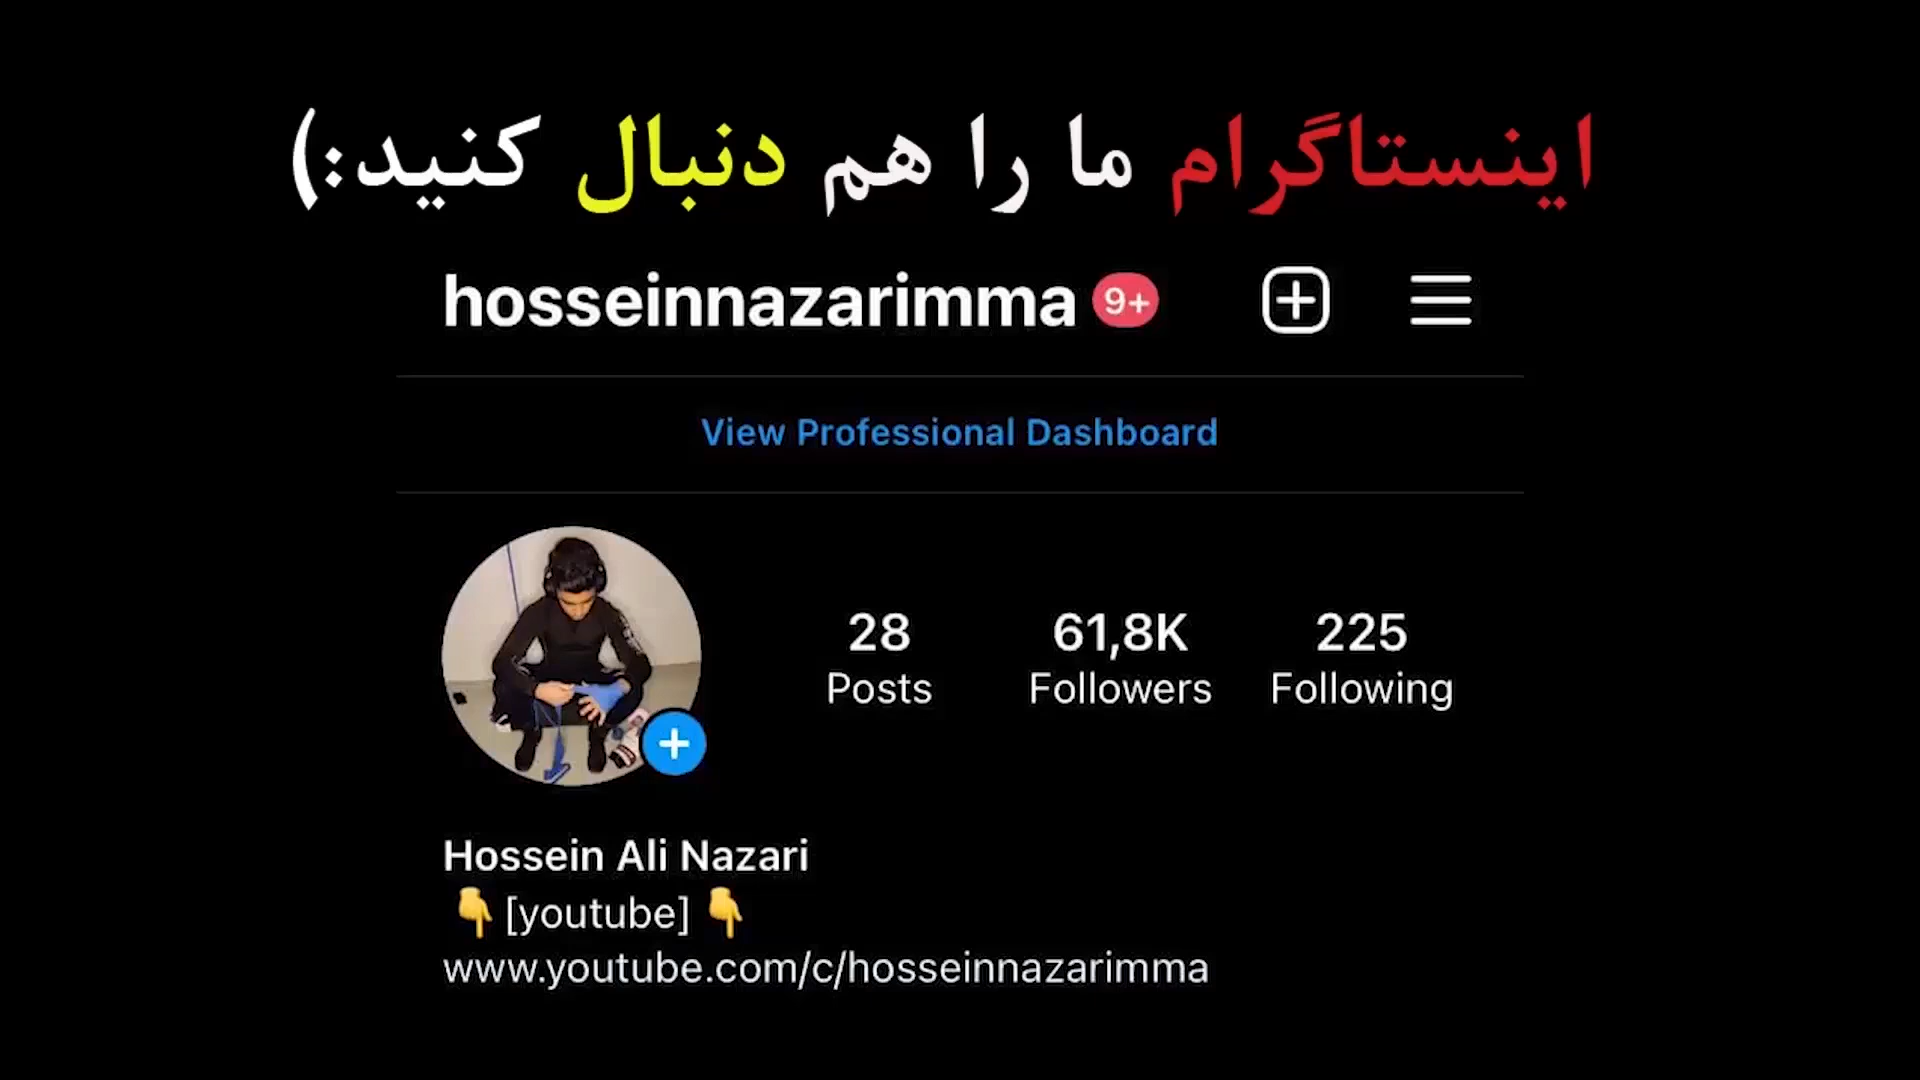 اینستاگرام ما را هم دنبال کنید:)
hosseinnazarimma 9+
View Professional Dashboard
28 61,8K 225
Posts Followers Following
Hossein Ali Nazari
👇 [youtube] 👇
www.youtube.com/c/hosseinnazarimma